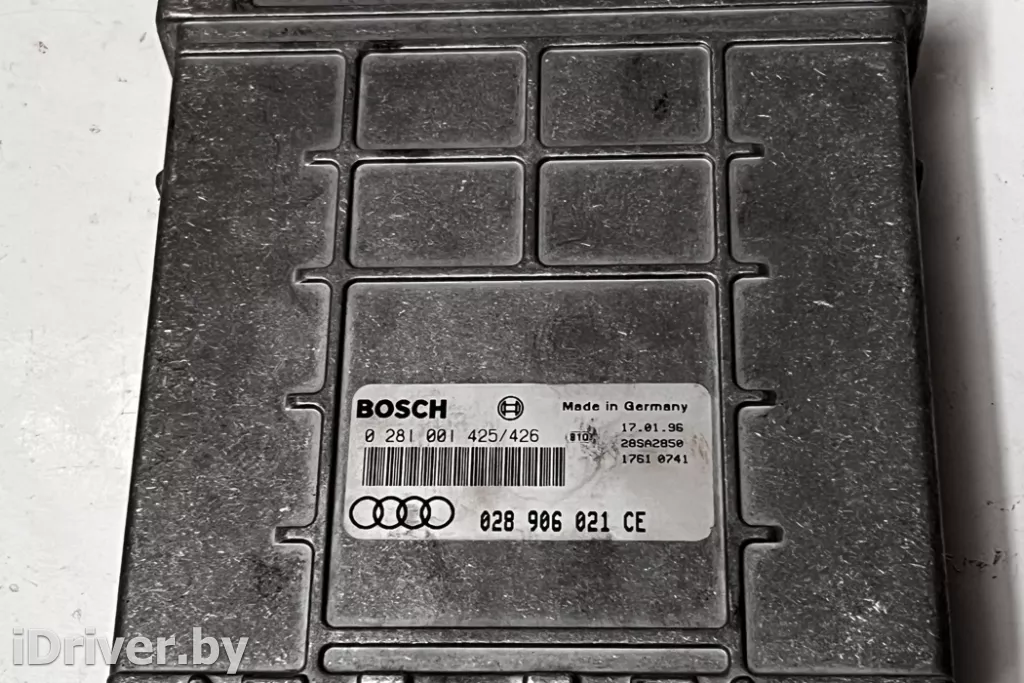 BOSCH Made in Germany
17.01.96
0 281 001 425/426 28SA2850
1761 0741
028 906 021 CE
iDriver.by